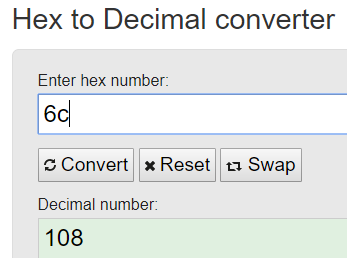 Hex to Decimal converter
Enter hex number:
6c
Convert Reset Swap
Decimal number:
108